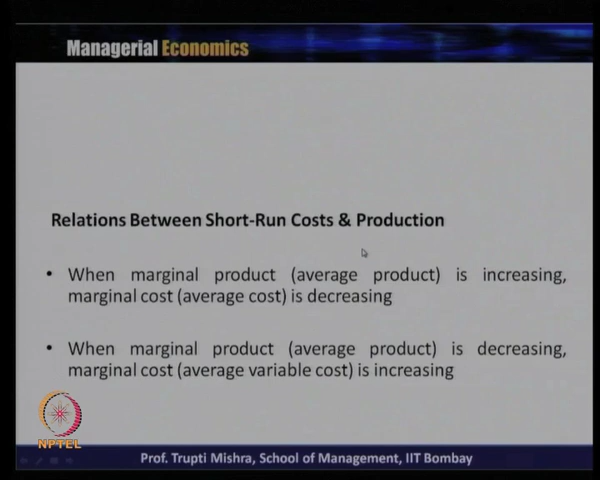 Managerial Economics
Relations Between Short-Run Costs & Production
• When marginal product (average product) is increasing,
marginal cost (average cost) is decreasing
• When marginal product (average product) is decreasing,
marginal cost (average variable cost) is increasing
NPTEL
Prof. Trupti Mishra, School of Management, IIT Bombay